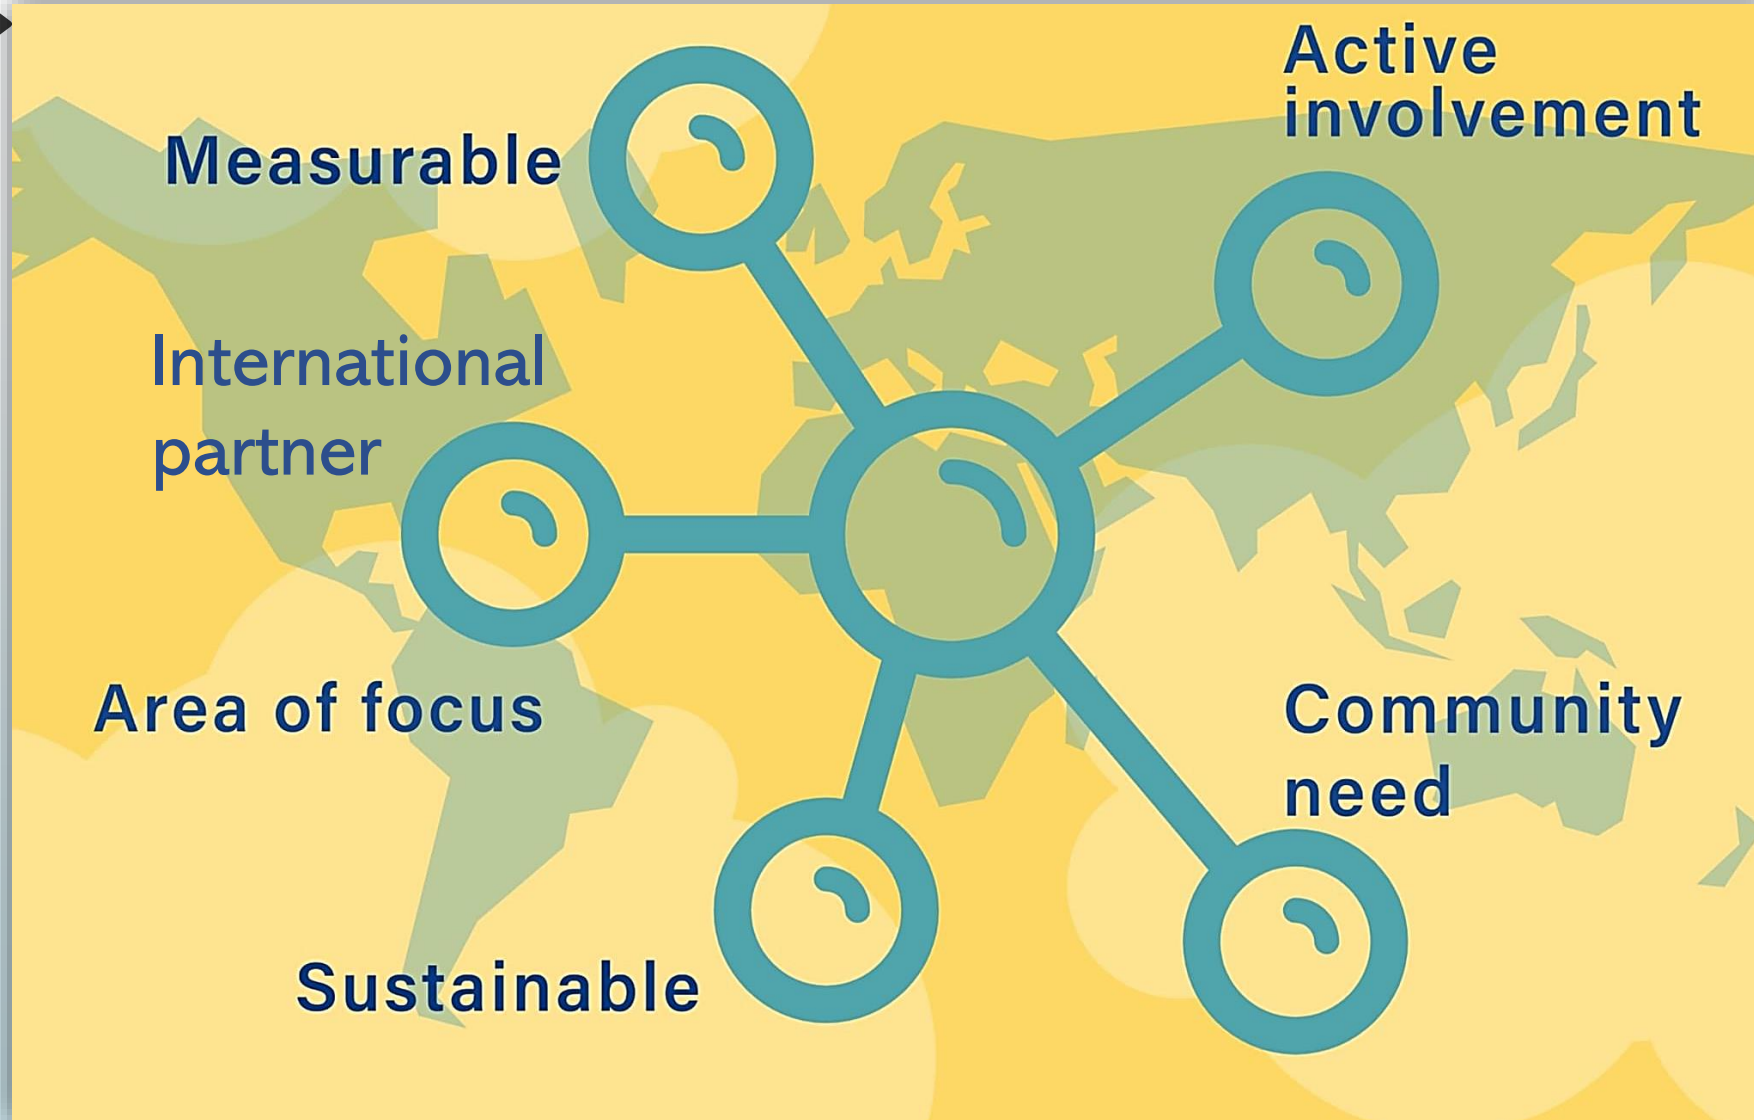 Active
involvement
Measurable
International
partner
Area of focus
Community
need
Sustainable